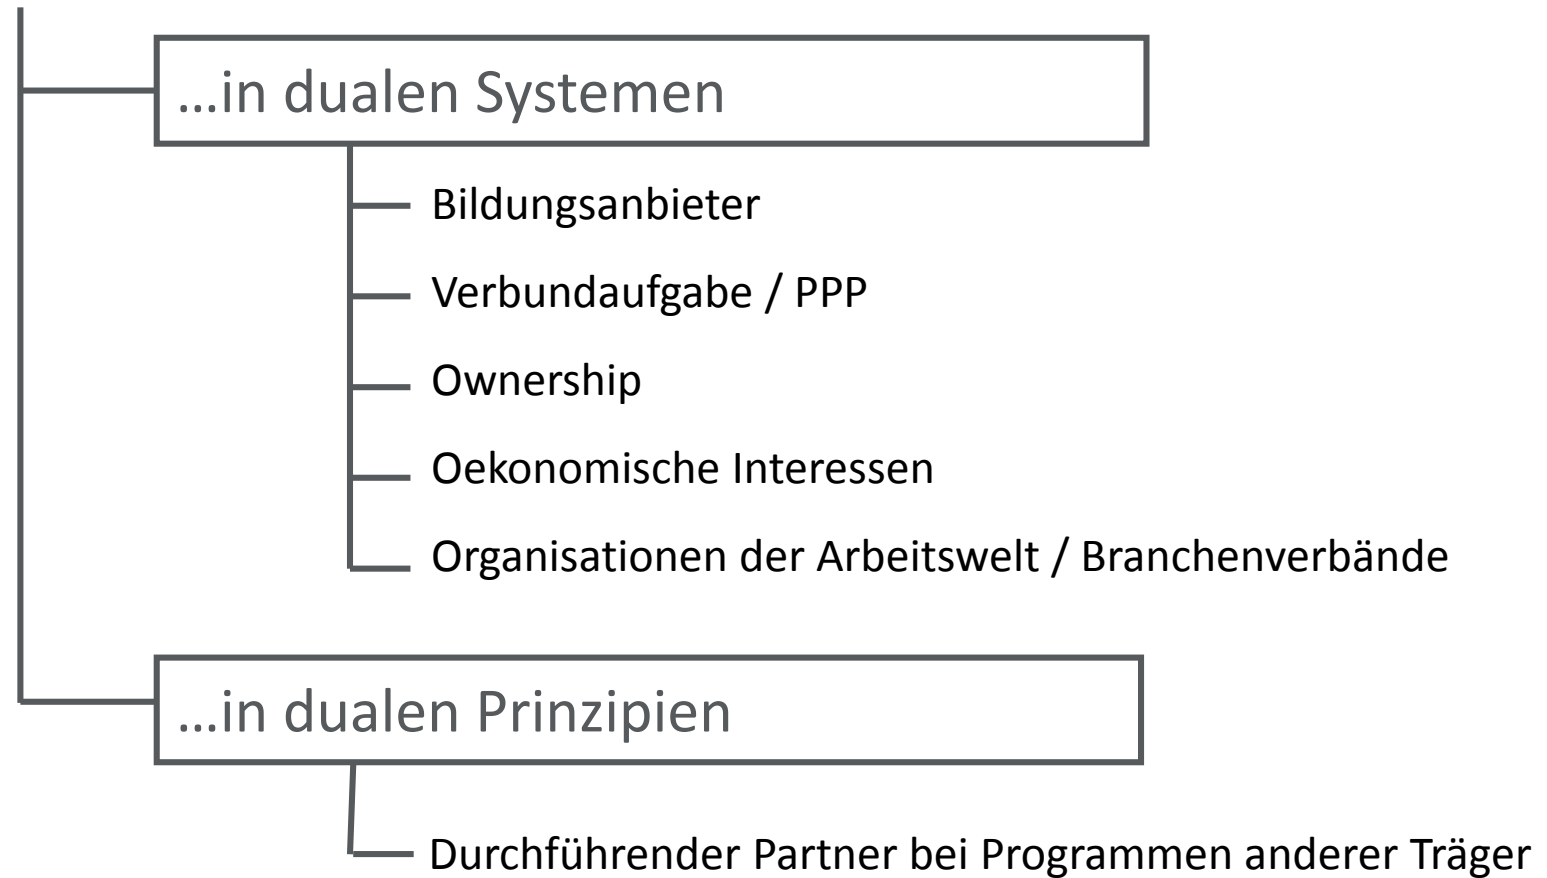 ...in dualen Systemen
Bildungsanbieter
Verbundaufgabe / PPP
Ownership
Oekonomische Interessen
Organisationen der Arbeitswelt / Branchenverbände
...in dualen Prinzipien
Durchführender Partner bei Programmen anderer Träger